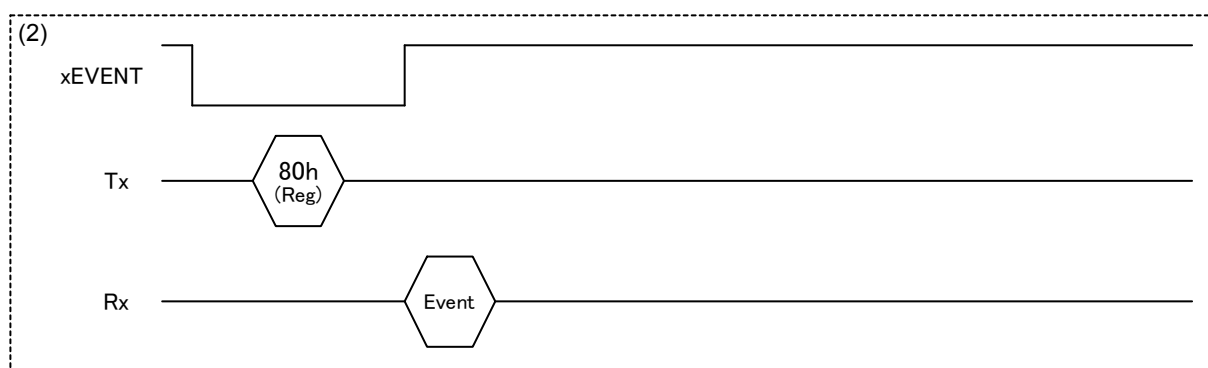 (2)
xEVENT
Tx
80h
(Reg)
Rx
Event